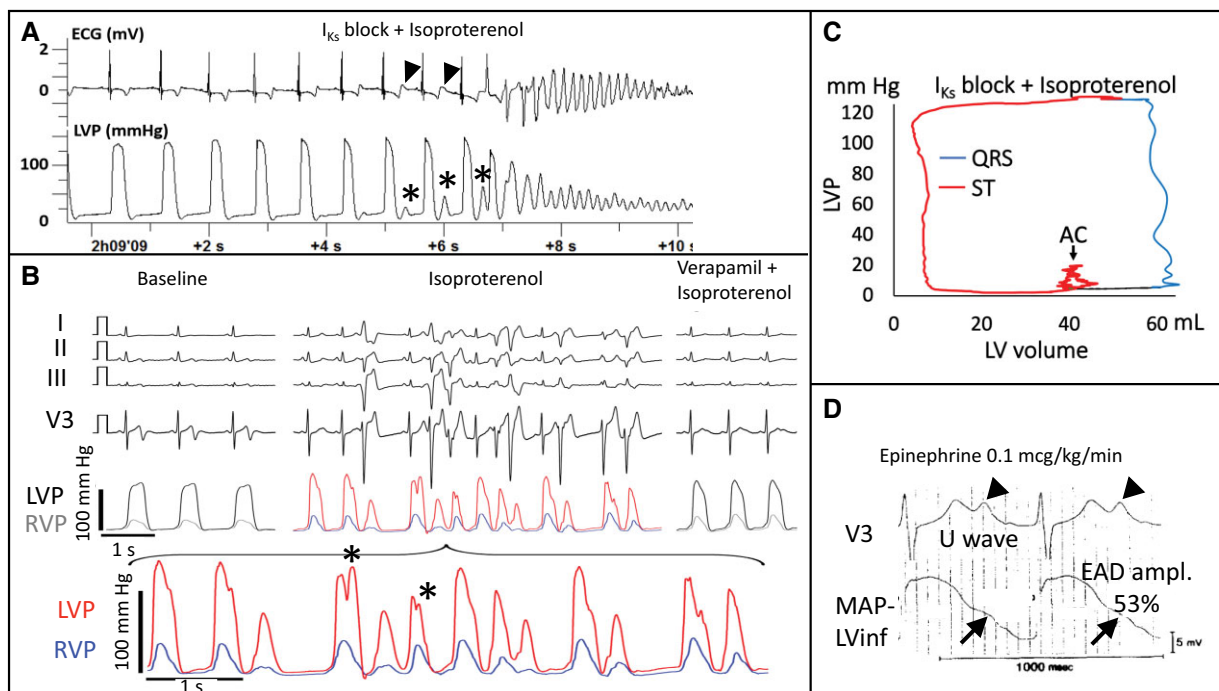 A
ECG (mV)
I_Ks block + Isoproterenol
2
0
LVP (mmHg)
100
0
* * *
2h09'09 +2 s +4 s +6 s +8 s +10 s
B
Baseline Isoproterenol Verapamil +
Isoproterenol
I
II
III
V3
LVP
RVP
100 mm Hg
1 s
* *
LVP
RVP
100 mm Hg
1 s
C
mm Hg I_Ks block + Isoproterenol
120
100
80
60
40
20
0
LVP
QRS
ST
AC
0 20 40 60 mL
LV volume
D
Epinephrine 0.1 mcg/kg/min
V3
U wave
EAD ampl.
53%
MAP-
LVinf
5 mV
1000 msec